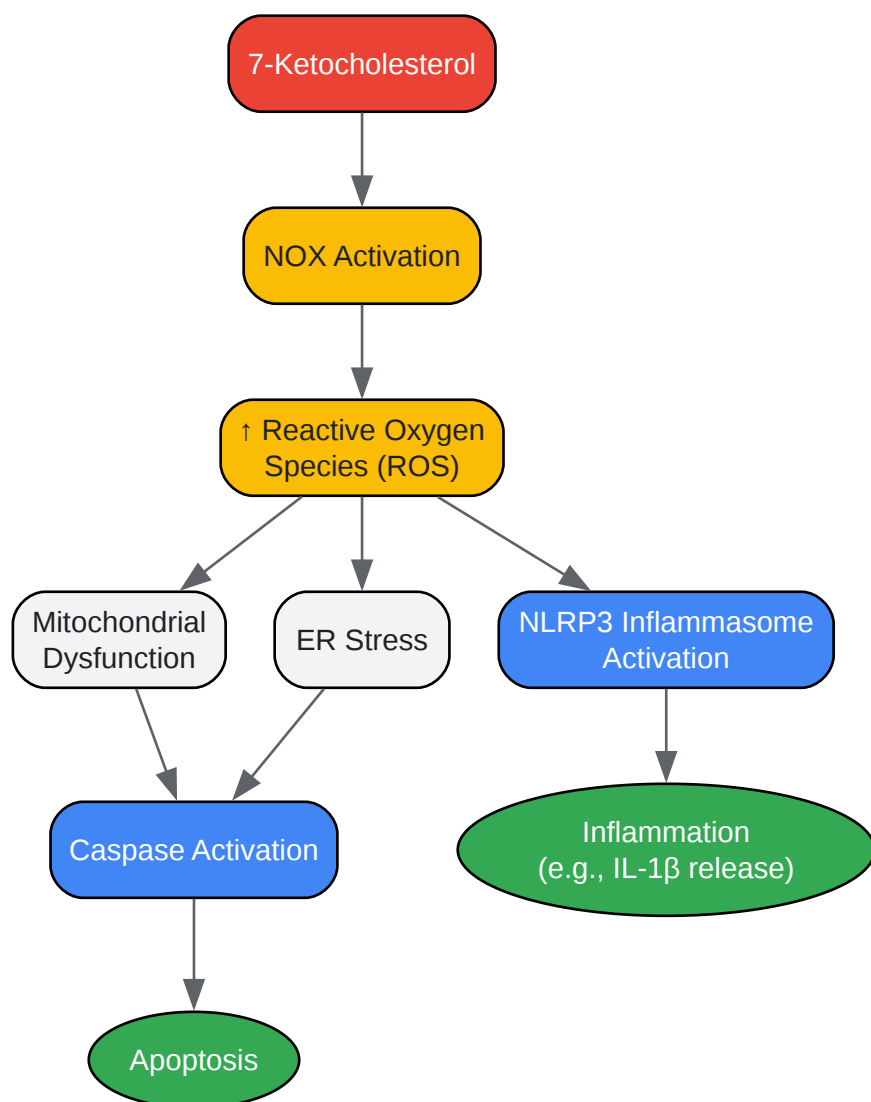 7-Ketocholesterol
NOX Activation
↑ Reactive Oxygen
Species (ROS)
Mitochondrial
Dysfunction
ER Stress
NLRP3 Inflammasome
Activation
Caspase Activation
Inflammation
(e.g., IL-1β release)
Apoptosis